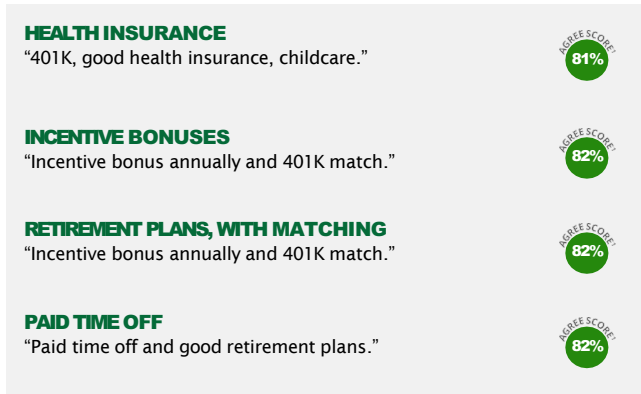 HEALTH INSURANCE
“401K, good health insurance, childcare.”
AGREE SCORE!
81%
INCENTIVE BONUSES
“Incentive bonus annually and 401K match.”
AGREE SCORE!
82%
RETIREMENT PLANS, WITH MATCHING
“Incentive bonus annually and 401K match.”
AGREE SCORE!
82%
PAID TIME OFF
“Paid time off and good retirement plans.”
AGREE SCORE!
82%